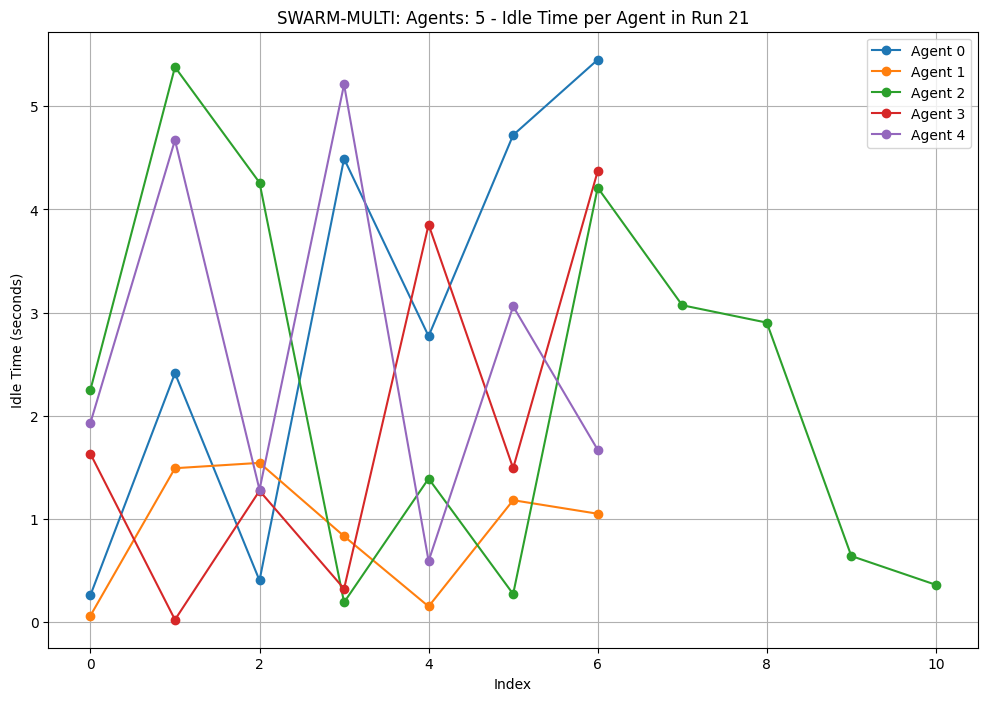 SWARM-MULTI: Agents: 5 - Idle Time per Agent in Run 21
Agent 0
Agent 1
Agent 2
Agent 3
Agent 4
Idle Time (seconds)
5
4
3
2
1
0
0 2 4 6 8 10
Index